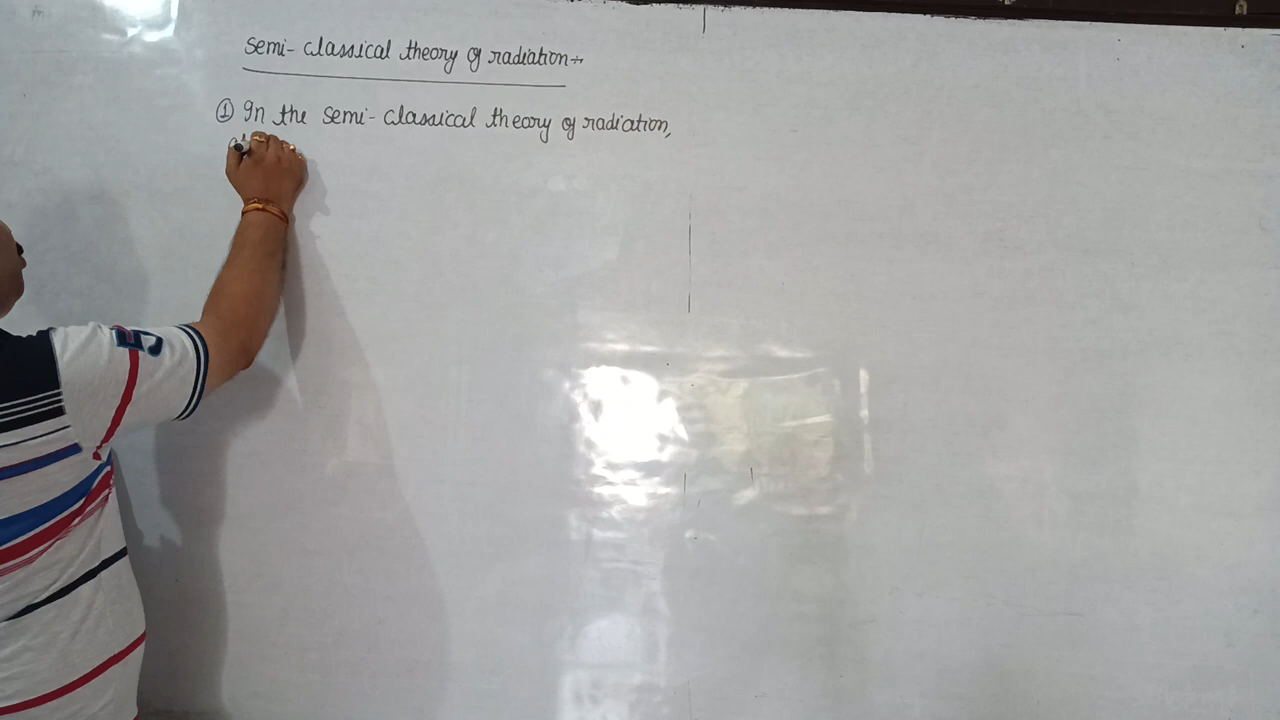 Semi-classical theory of radiation:-
① In the semi-classical theory of radiation,